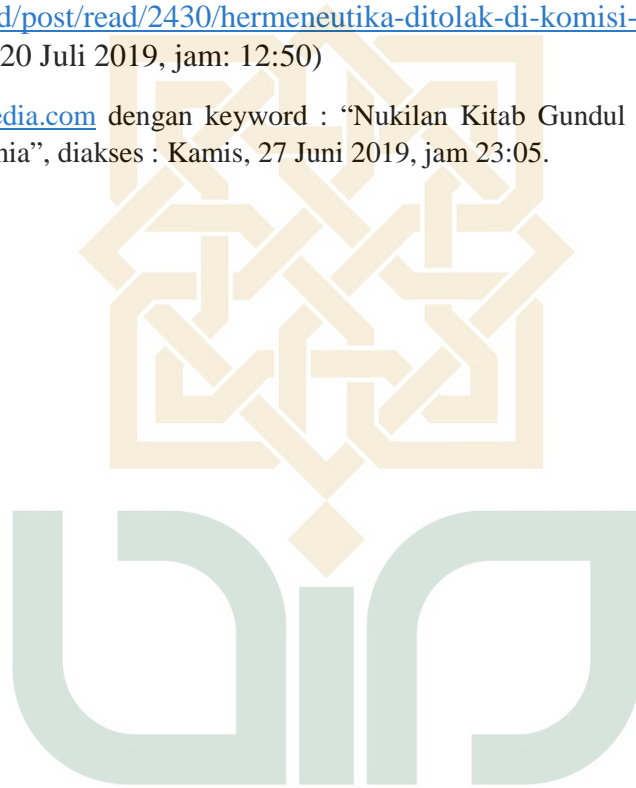 d/post/read/2430/hermeneutika-ditolak-di-komisi-
20 Juli 2019, jam: 12:50)
edia.com dengan keyword : “Nukilan Kitab Gundul
nia”, diakses : Kamis, 27 Juni 2019, jam 23:05.
uin